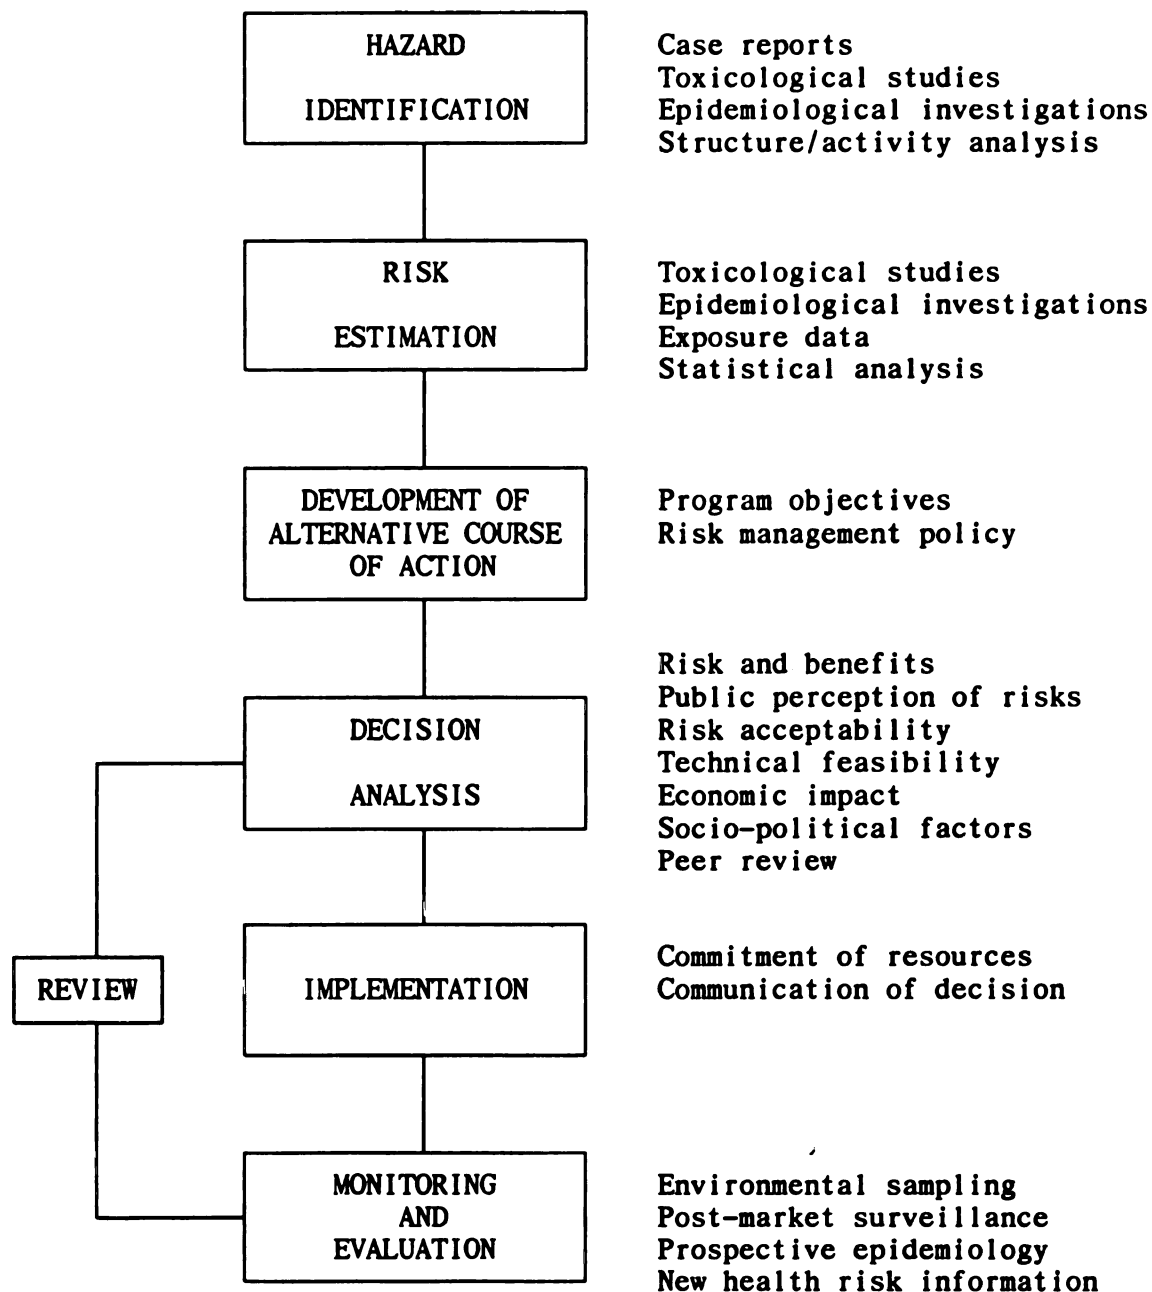 HAZARD
IDENTIFICATION
Case reports
Toxicological studies
Epidemiological investigations
Structure/activity analysis
RISK
ESTIMATION
Toxicological studies
Epidemiological investigations
Exposure data
Statistical analysis
DEVELOPMENT OF
ALTERNATIVE COURSE
OF ACTION
Program objectives
Risk management policy
DECISION
ANALYSIS
Risk and benefits
Public perception of risks
Risk acceptability
Technical feasibility
Economic impact
Socio-political factors
Peer review
REVIEW
IMPLEMENTATION
Commitment of resources
Communication of decision
MONITORING
AND
EVALUATION
Environmental sampling
Post-market surveillance
Prospective epidemiology
New health risk information